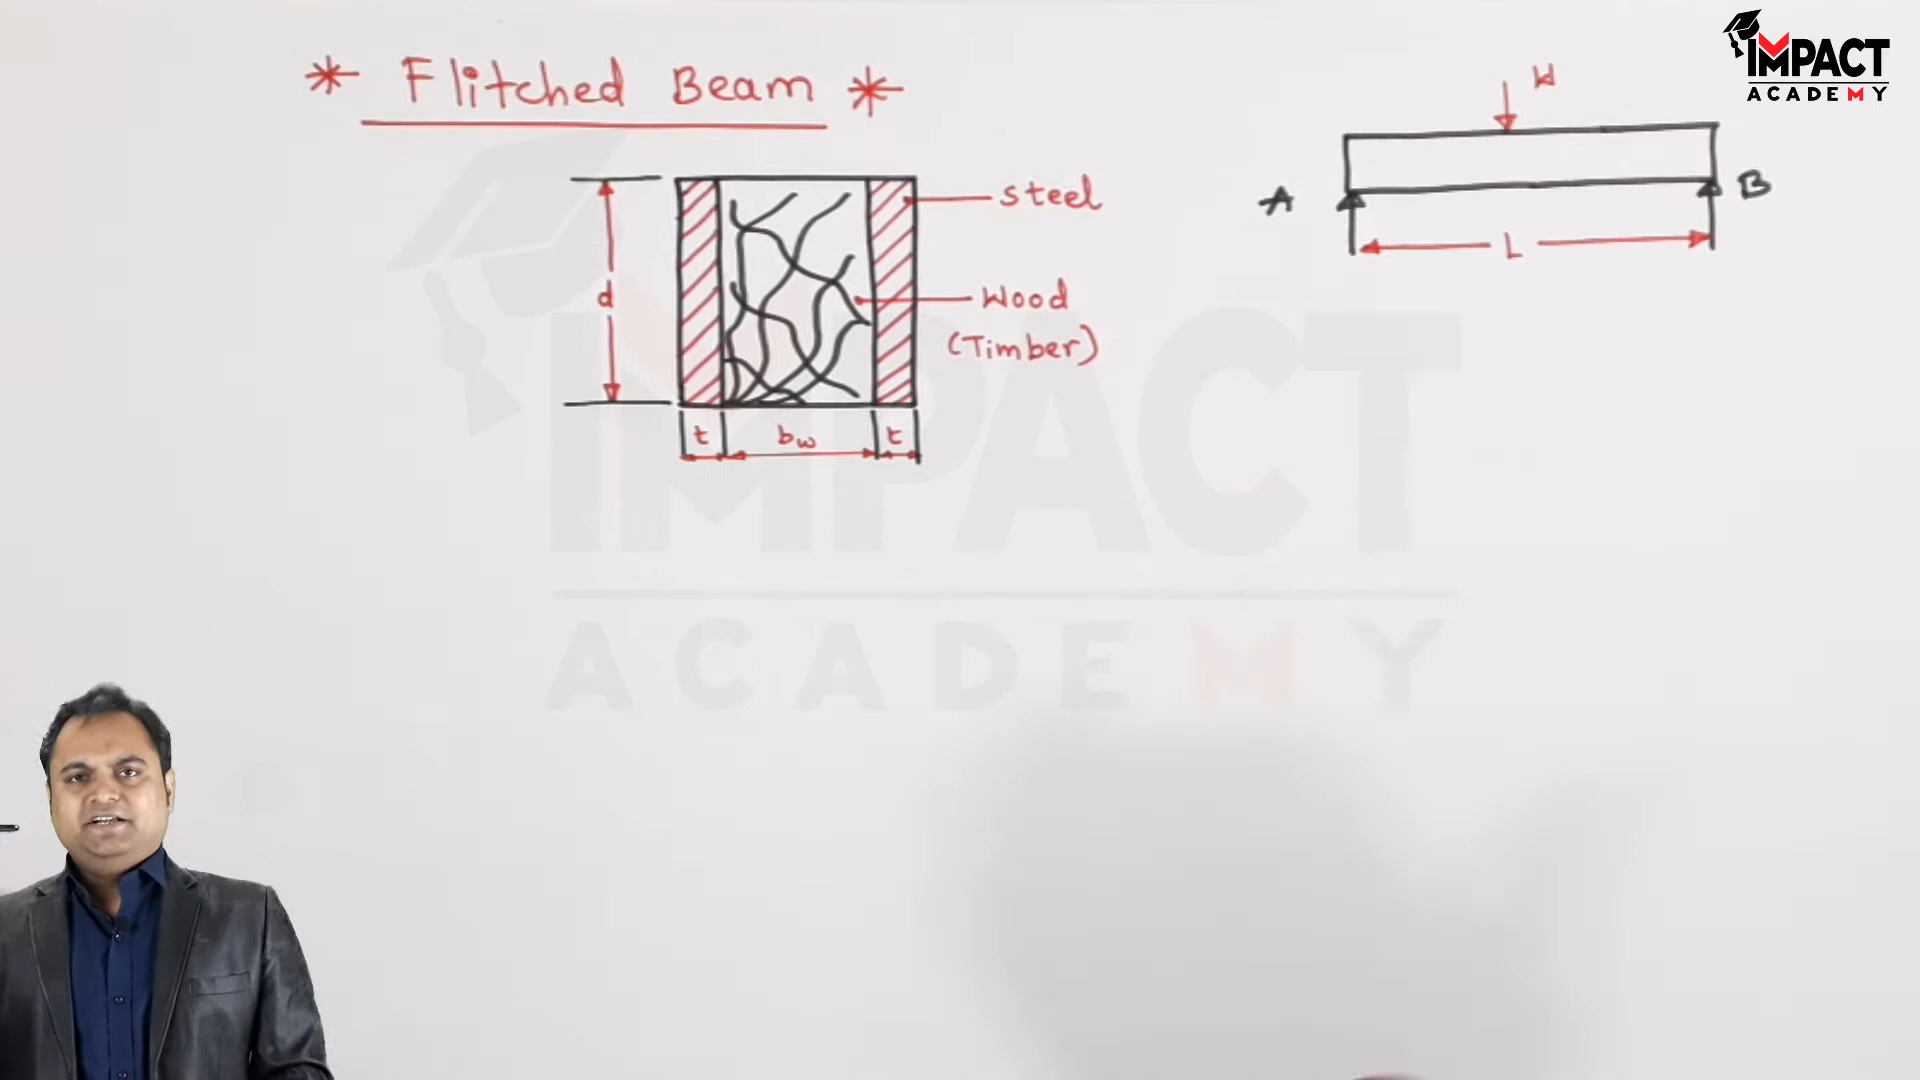 * Flitched Beam *
IMPACT
ACADEMY
W
steel
A
B
L
d
Wood
(Timber)
t
bw
t
IMPACT
ACADEMY